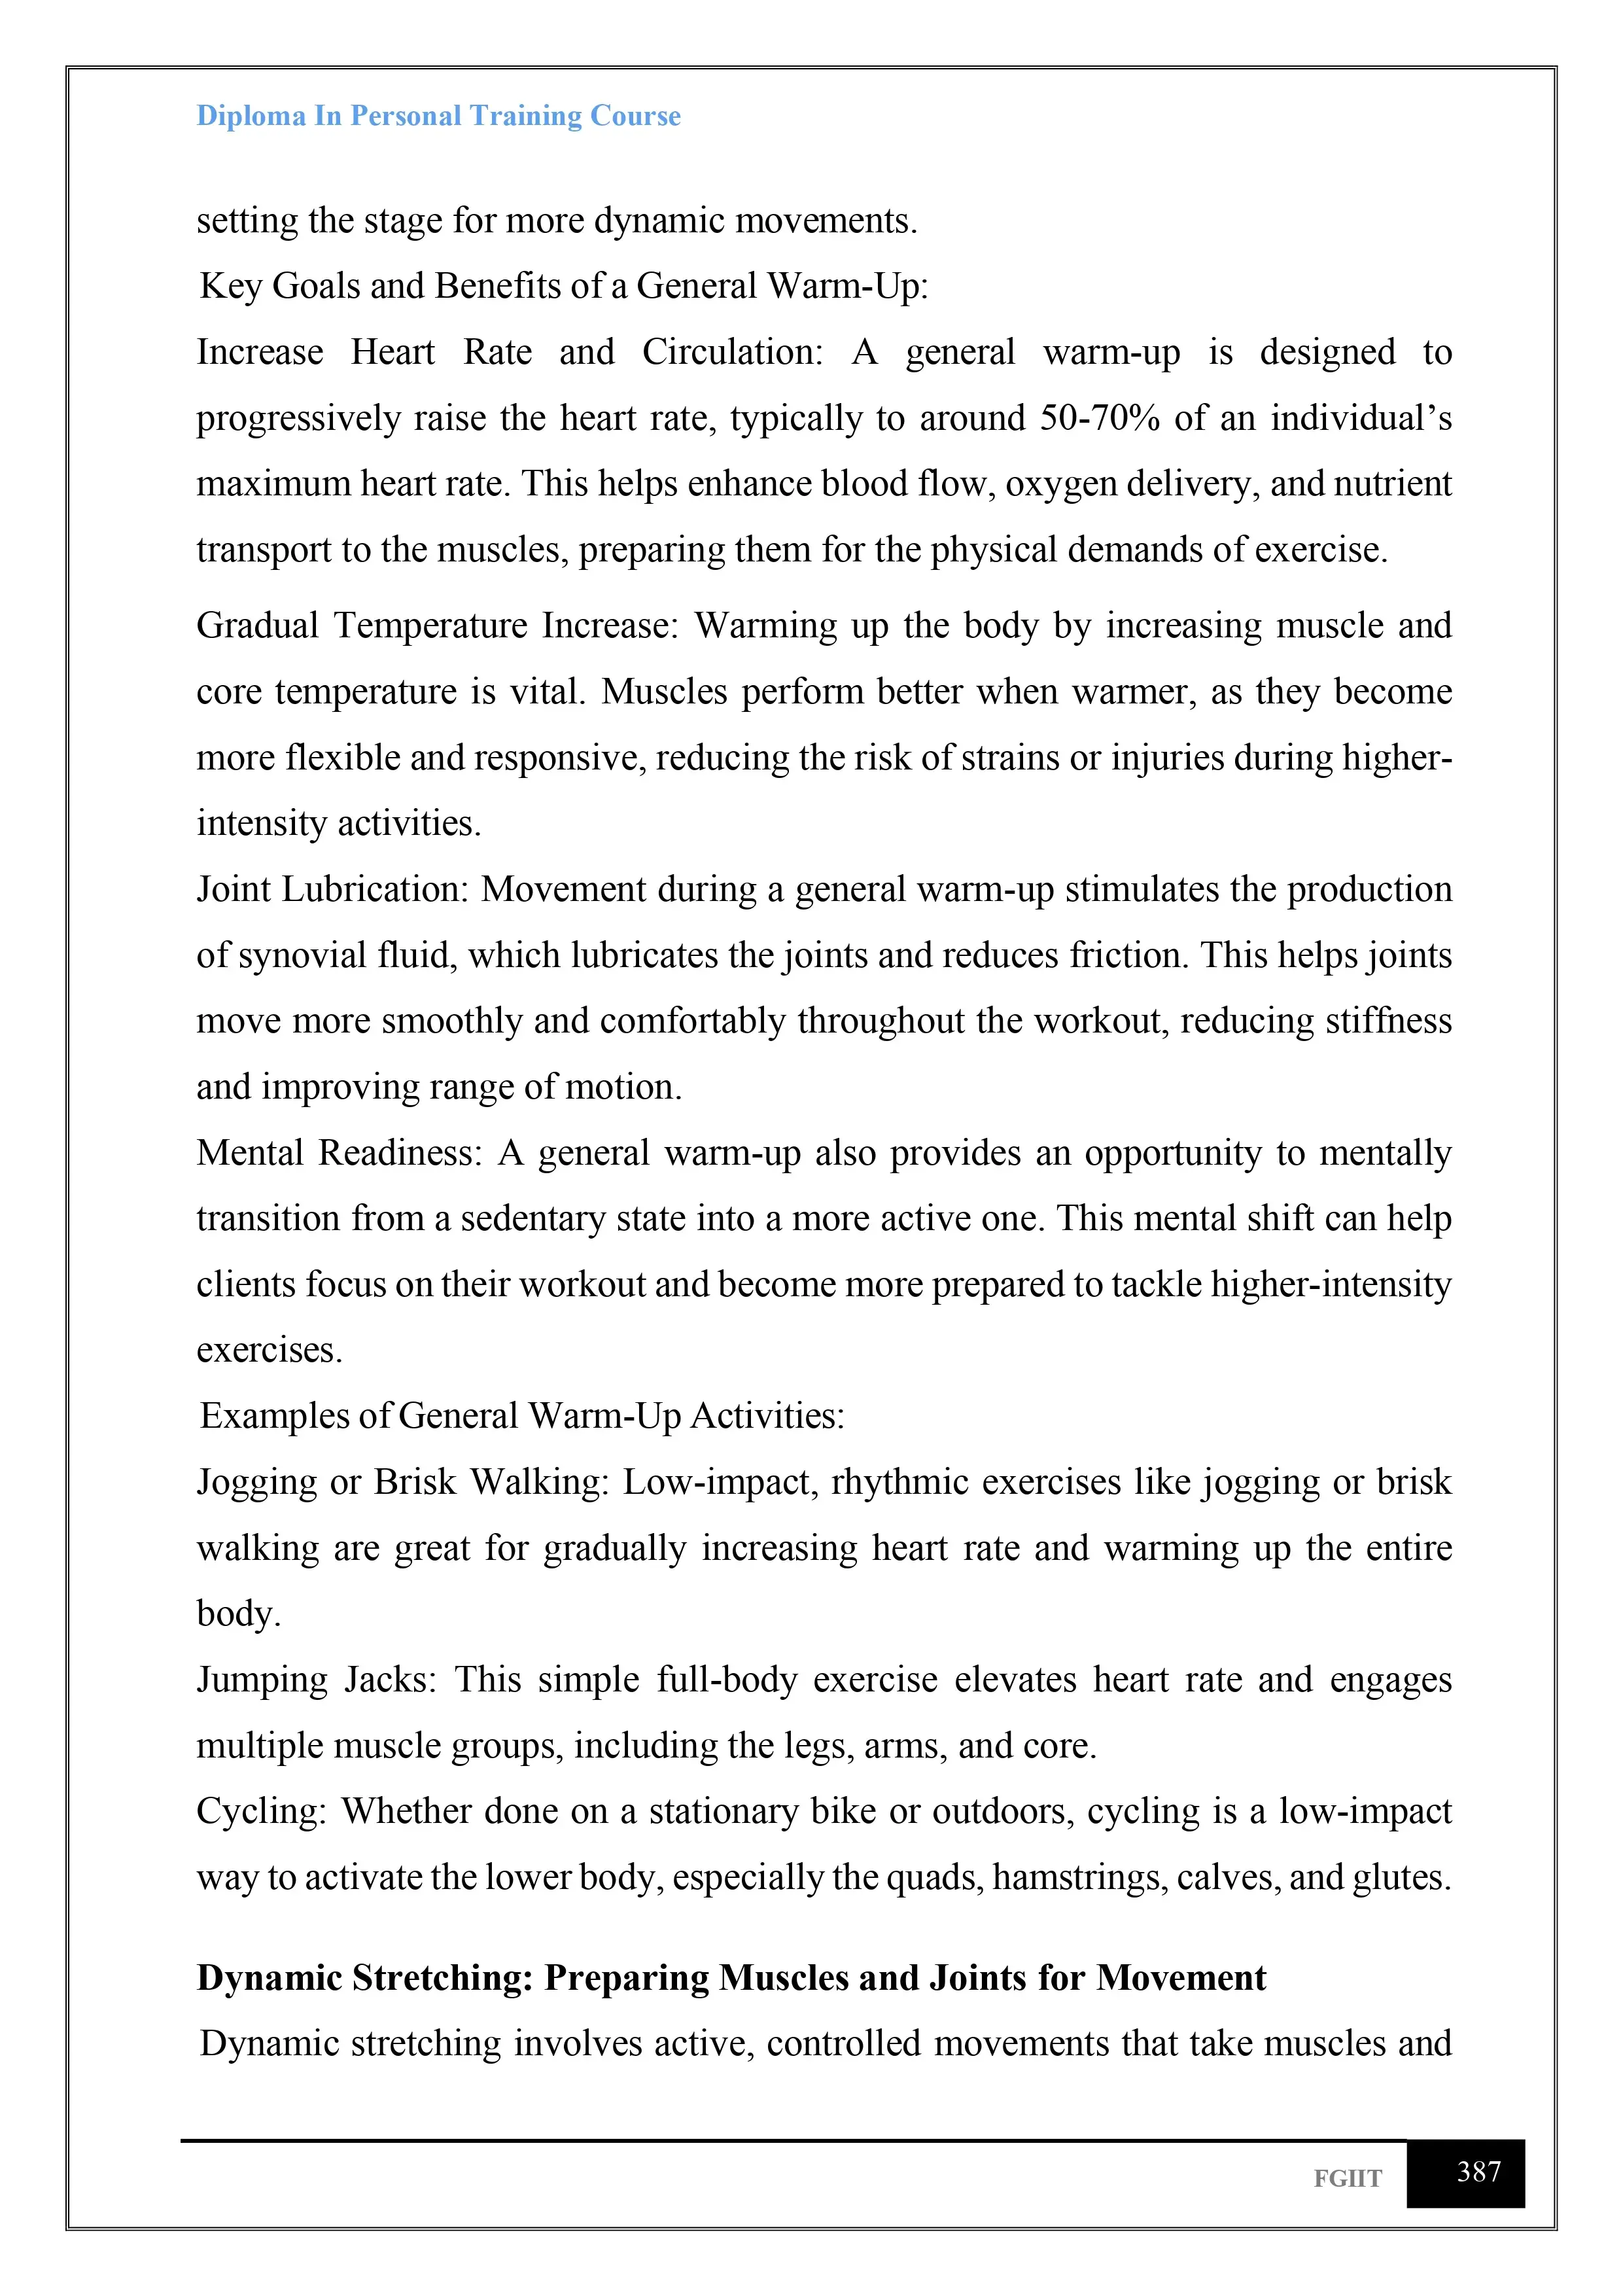 Diploma In Personal Training Course
setting the stage for more dynamic movements.
Key Goals and Benefits of a General Warm-Up:
Increase Heart Rate and Circulation: A general warm-up is designed to
progressively raise the heart rate, typically to around 50-70% of an individual’s
maximum heart rate. This helps enhance blood flow, oxygen delivery, and nutrient
transport to the muscles, preparing them for the physical demands of exercise.
Gradual Temperature Increase: Warming up the body by increasing muscle and
core temperature is vital. Muscles perform better when warmer, as they become
more flexible and responsive, reducing the risk of strains or injuries during higher-
intensity activities.
Joint Lubrication: Movement during a general warm-up stimulates the production
of synovial fluid, which lubricates the joints and reduces friction. This helps joints
move more smoothly and comfortably throughout the workout, reducing stiffness
and improving range of motion.
Mental Readiness: A general warm-up also provides an opportunity to mentally
transition from a sedentary state into a more active one. This mental shift can help
clients focus on their workout and become more prepared to tackle higher-intensity
exercises.
Examples of General Warm-Up Activities:
Jogging or Brisk Walking: Low-impact, rhythmic exercises like jogging or brisk
walking are great for gradually increasing heart rate and warming up the entire
body.
Jumping Jacks: This simple full-body exercise elevates heart rate and engages
multiple muscle groups, including the legs, arms, and core.
Cycling: Whether done on a stationary bike or outdoors, cycling is a low-impact
way to activate the lower body, especially the quads, hamstrings, calves, and glutes.
Dynamic Stretching: Preparing Muscles and Joints for Movement
Dynamic stretching involves active, controlled movements that take muscles and
FGIIT
387